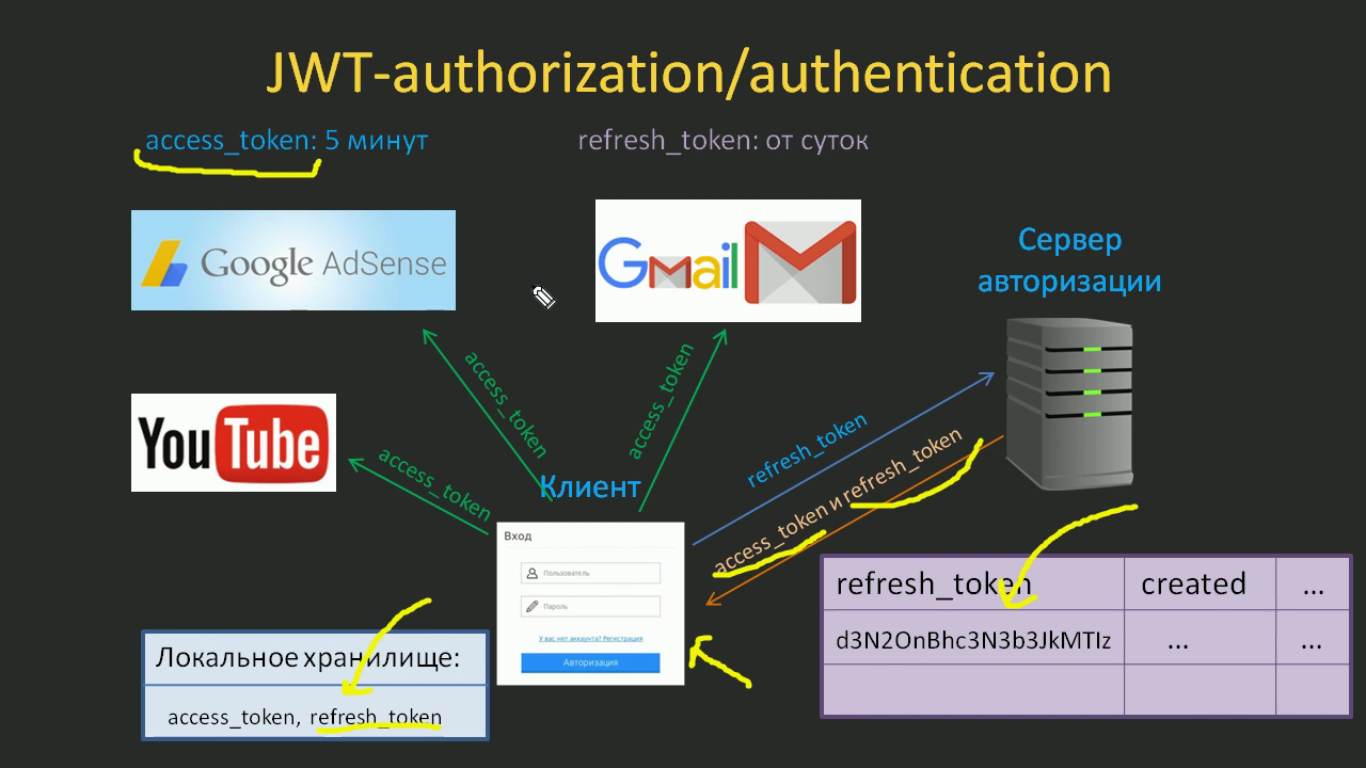 JWT-authorization/authentication
access_token: 5 минут
refresh_token: от суток
Google AdSense
Gmail
Сервер
авторизации
YouTube
access_token
access_token
access_token
refresh_token
access_token и refresh_token
Клиент
Вход
Пользователь
Пароль
У вас нет аккаунта? Регистрация
Авторизация
Локальное хранилище:
access_token, refresh_token
refresh_token created ...
d3N2OnBhc3N3b3JkMTIz ... ...